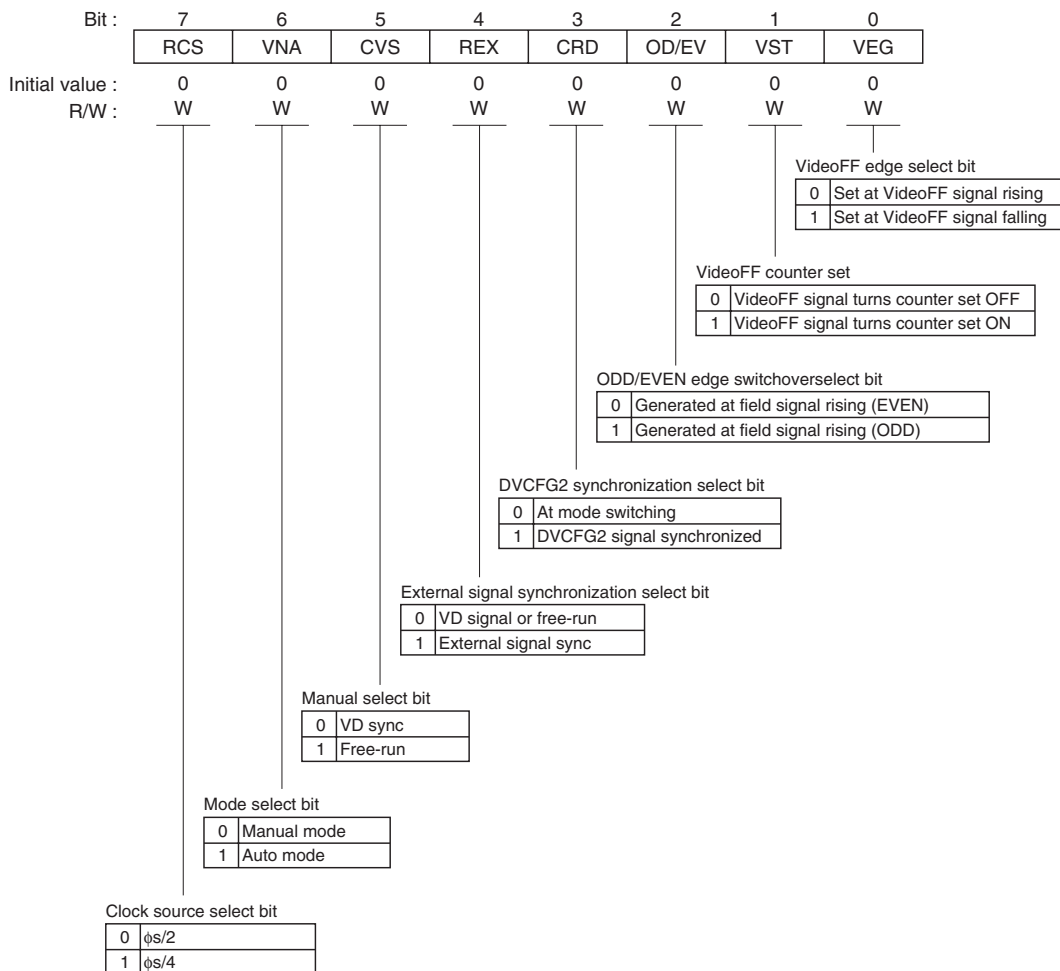 Bit : 7 6 5 4 3 2 1 0
RCS VNA CVS REX CRD OD/EV VST VEG
Initial value : 0 0 0 0 0 0 0 0
R/W : W W W W W W W W
VideoFF edge select bit
0 Set at VideoFF signal rising
1 Set at VideoFF signal falling
VideoFF counter set
0 VideoFF signal turns counter set OFF
1 VideoFF signal turns counter set ON
ODD/EVEN edge switchoverselect bit
0 Generated at field signal rising (EVEN)
1 Generated at field signal rising (ODD)
DVCFG2 synchronization select bit
0 At mode switching
1 DVCFG2 signal synchronized
External signal synchronization select bit
0 VD signal or free-run
1 External signal sync
Manual select bit
0 VD sync
1 Free-run
Mode select bit
0 Manual mode
1 Auto mode
Clock source select bit
0 ϕs/2
1 ϕs/4